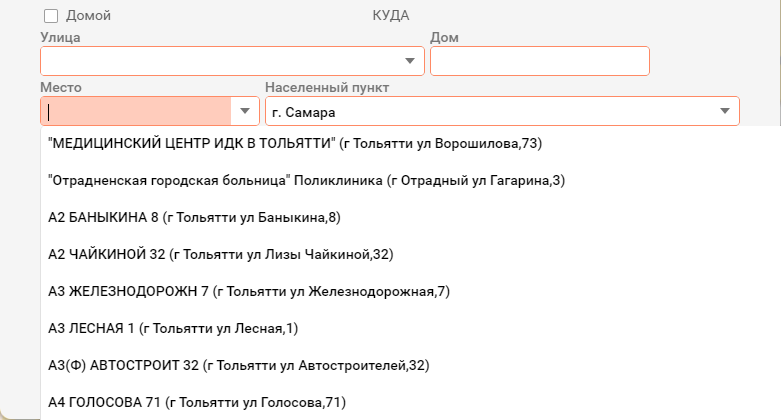 Домой КУДА
Улица Дом
Место Населенный пункт
г. Самара
"МЕДИЦИНСКИЙ ЦЕНТР ИДК В ТОЛЬЯТТИ" (г Тольятти ул Ворошилова,73)
"Отрадненская городская больница" Поликлиника (г Отрадный ул Гагарина,3)
А2 БАНЫКИНА 8 (г Тольятти ул Баныкина,8)
А2 ЧАЙКИНОЙ 32 (г Тольятти ул Лизы Чайкиной,32)
А3 ЖЕЛЕЗНОДОРОЖН 7 (г Тольятти ул Железнодорожная,7)
А3 ЛЕСНАЯ 1 (г Тольятти ул Лесная,1)
А3(Ф) АВТОСТРОИТ 32 (г Тольятти ул Автостроителей,32)
А4 ГОЛОСОВА 71 (г Тольятти ул Голосова,71)